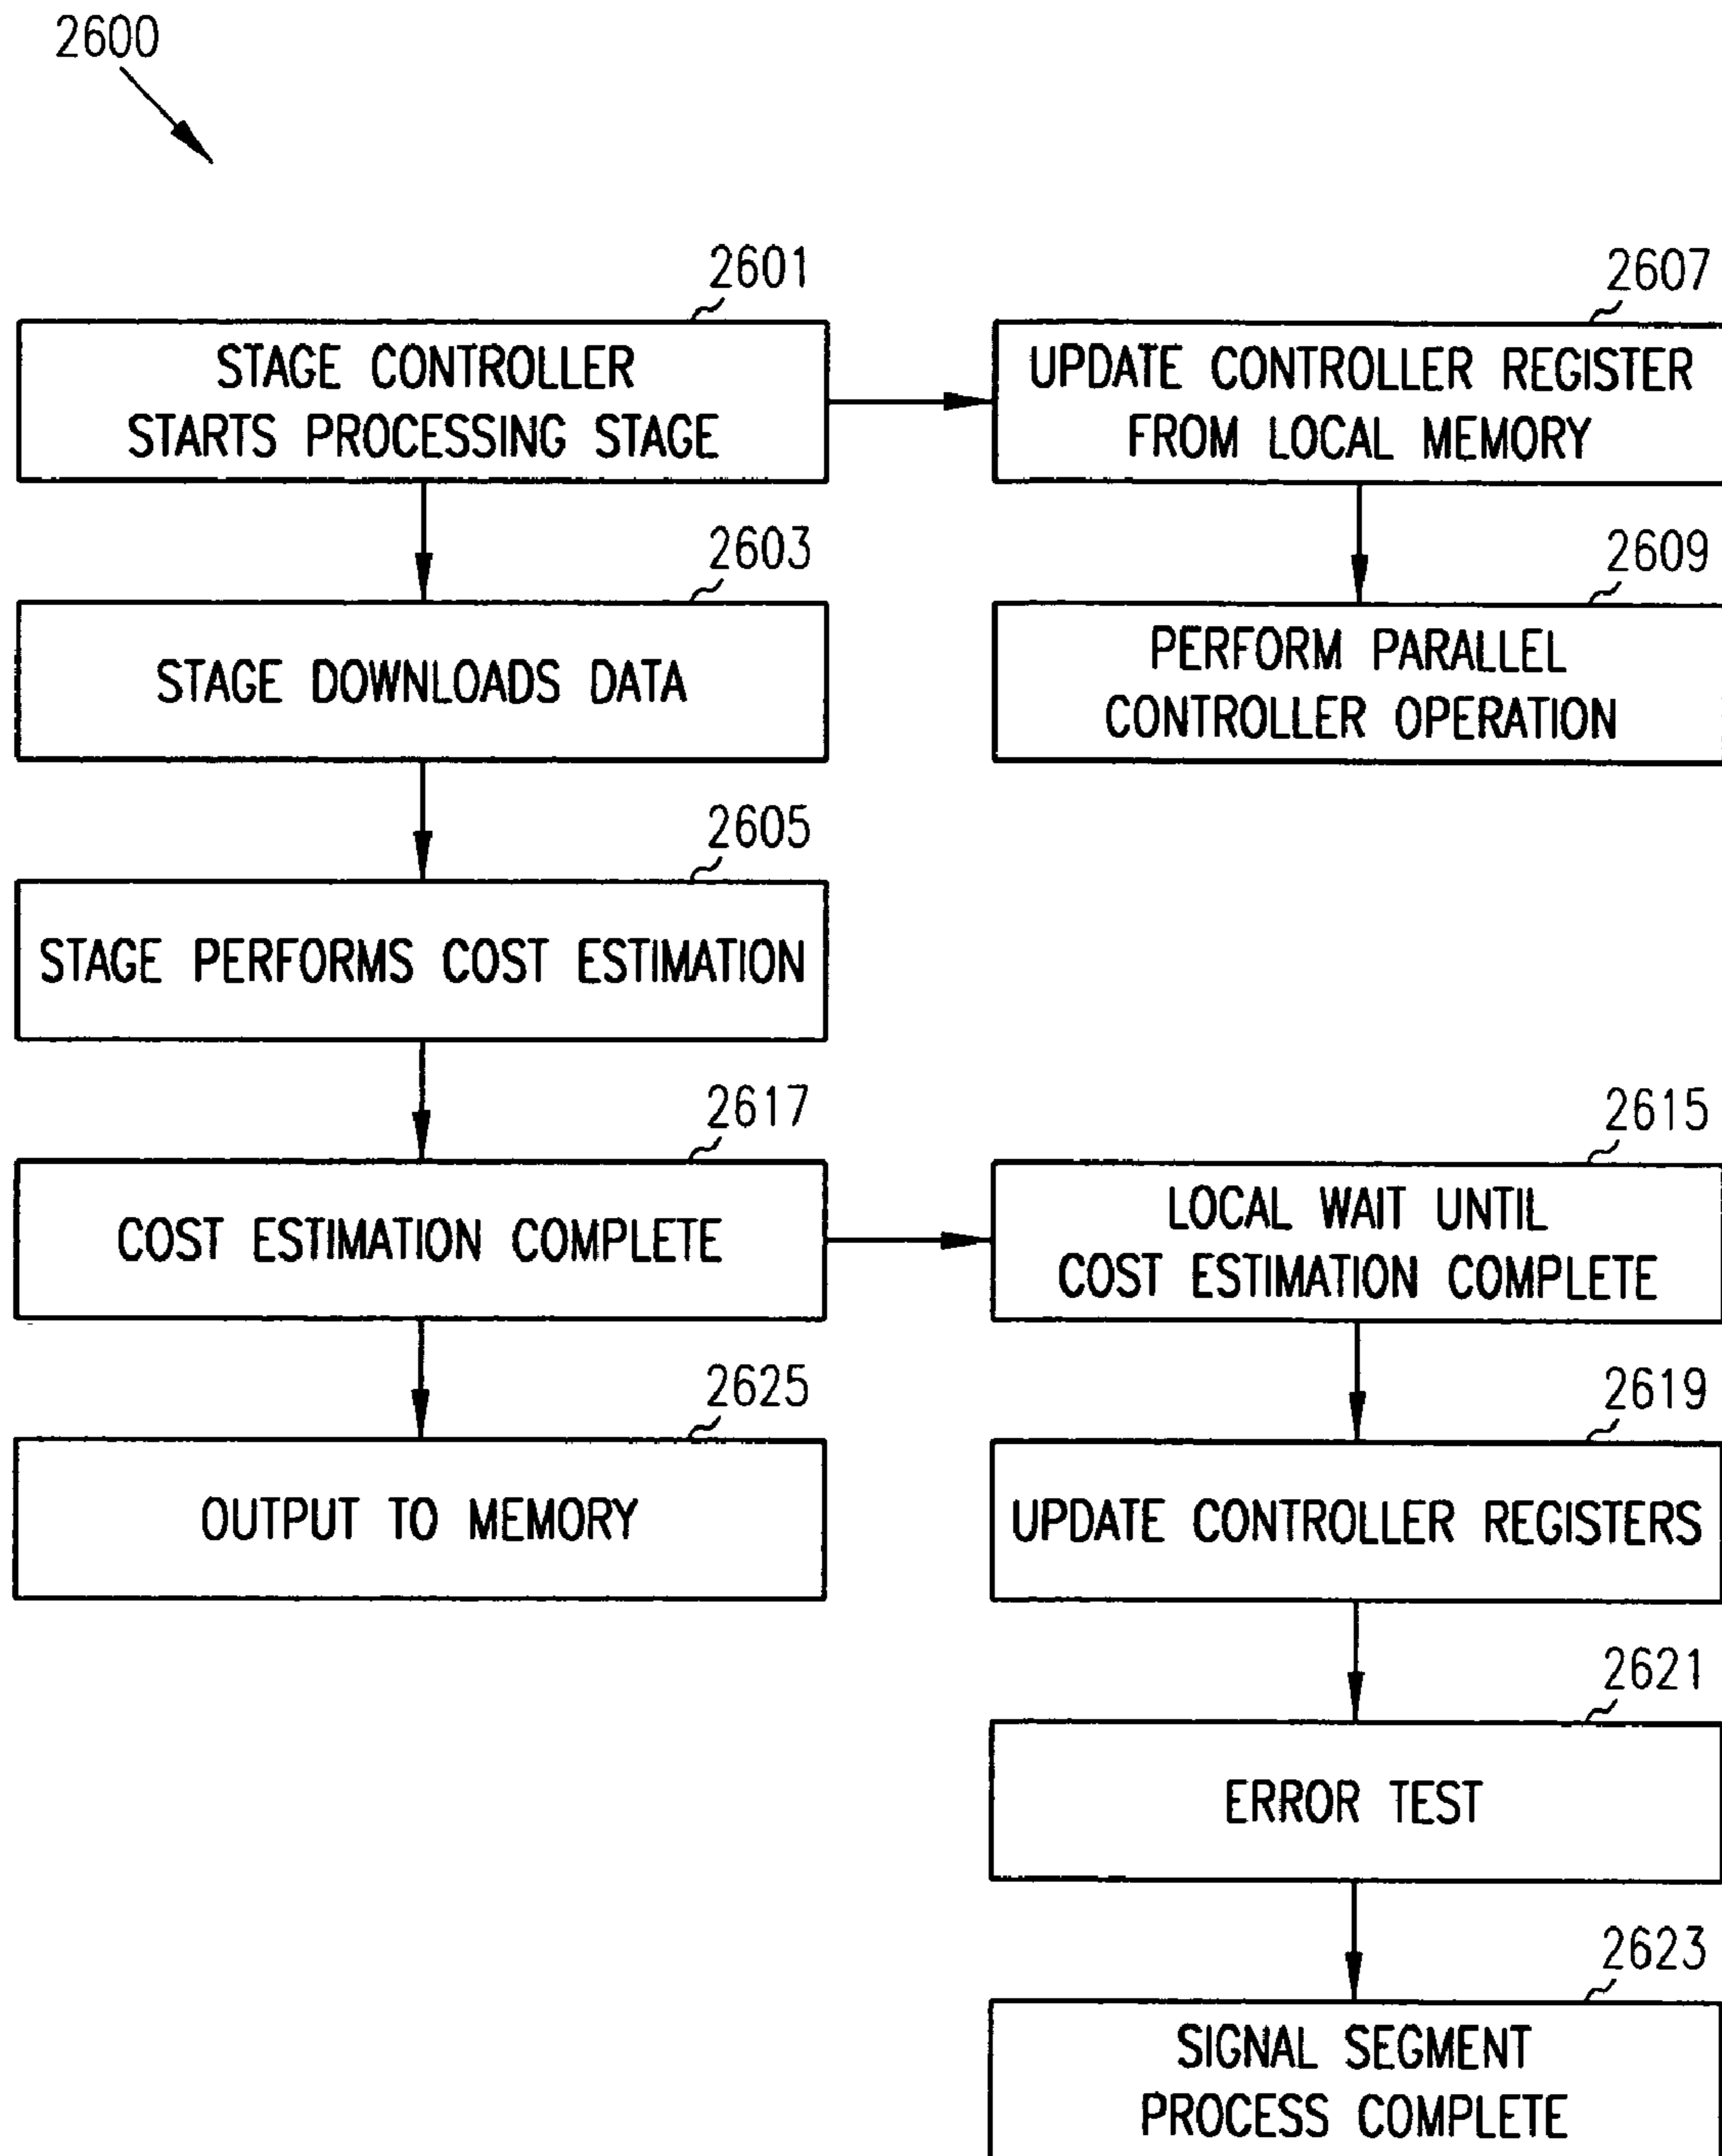 2600
2601
STAGE CONTROLLER
STARTS PROCESSING STAGE
2607
UPDATE CONTROLLER REGISTER
FROM LOCAL MEMORY
2603
STAGE DOWNLOADS DATA
2609
PERFORM PARALLEL
CONTROLLER OPERATION
2605
STAGE PERFORMS COST ESTIMATION
2617
COST ESTIMATION COMPLETE
2615
LOCAL WAIT UNTIL
COST ESTIMATION COMPLETE
2625
OUTPUT TO MEMORY
2619
UPDATE CONTROLLER REGISTERS
2621
ERROR TEST
2623
SIGNAL SEGMENT
PROCESS COMPLETE